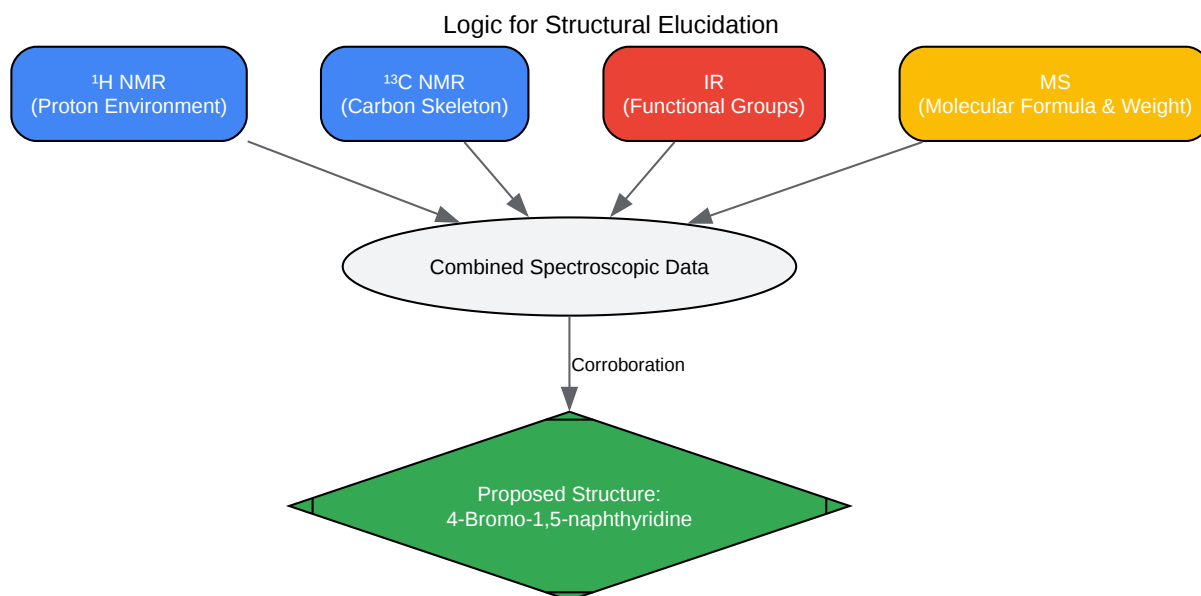 Logic for Structural Elucidation
¹H NMR
(Proton Environment)
¹³C NMR
(Carbon Skeleton)
IR
(Functional Groups)
MS
(Molecular Formula & Weight)
Combined Spectroscopic Data
Corroboration
Proposed Structure:
4-Bromo-1,5-naphthyridine